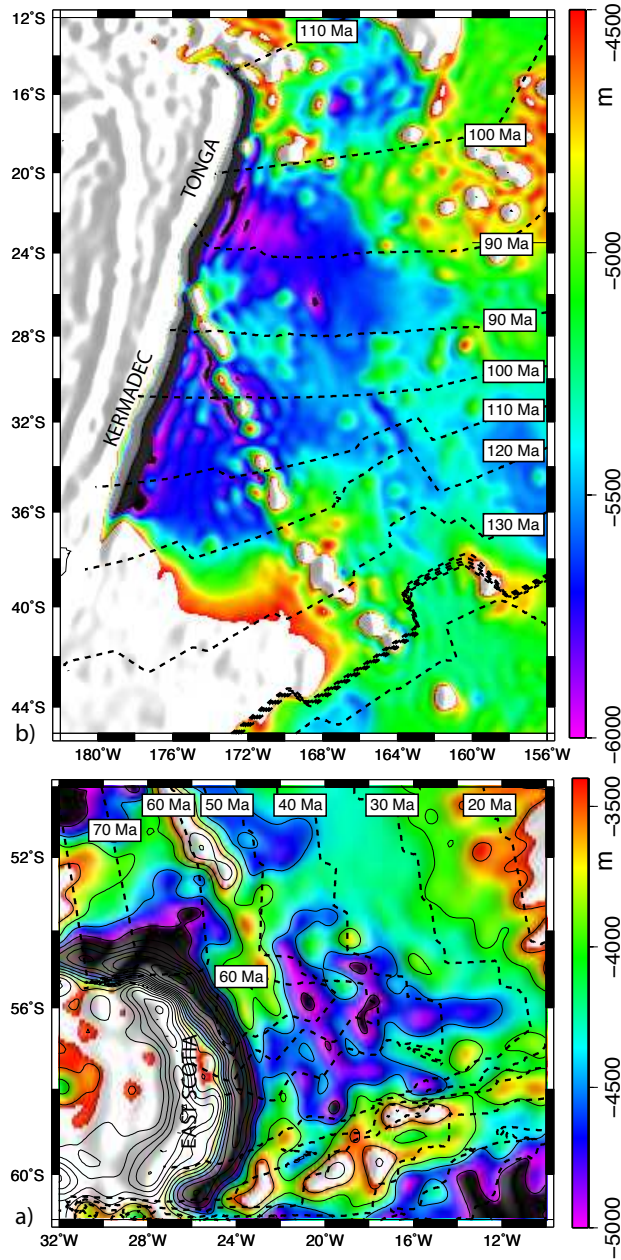 12°S
16°S
20°S
24°S
28°S
32°S
36°S
40°S
44°S
110 Ma
100 Ma
90 Ma
90 Ma
100 Ma
110 Ma
120 Ma
130 Ma
TONGA
KERMADEC
b)
180°W
176°W
172°W
168°W
164°W
160°W
156°W
−4500
m
−5000
−5500
−6000
60 Ma
50 Ma
40 Ma
30 Ma
20 Ma
70 Ma
60 Ma
EAST SCOTIA
52°S
56°S
60°S
a)
32°W
28°W
24°W
20°W
16°W
12°W
−3500
m
−4000
−4500
−5000